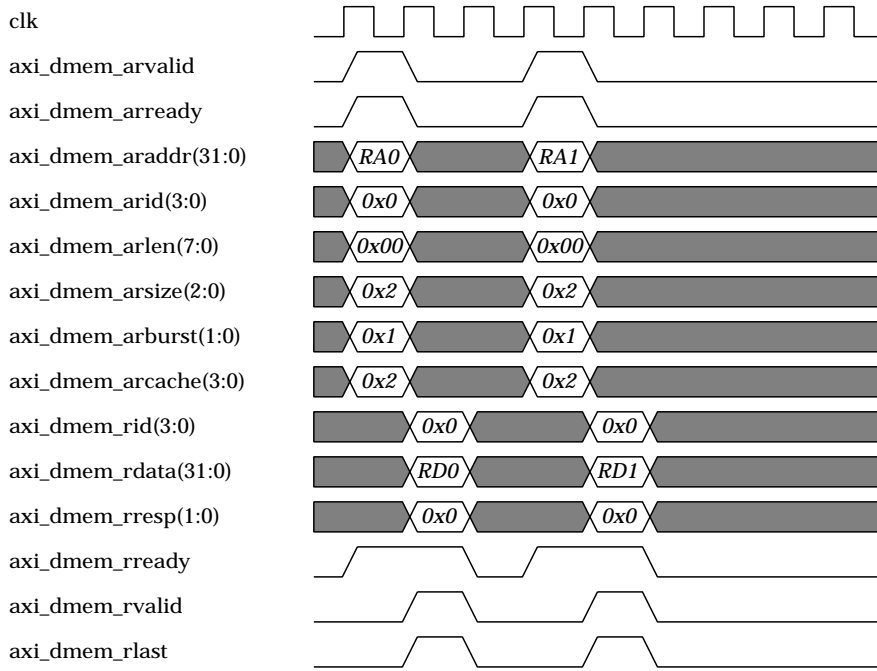 clk
axi_dmem_arvalid
axi_dmem_arready
axi_dmem_araddr(31:0) RA0 RA1
axi_dmem_arid(3:0) 0x0 0x0
axi_dmem_arlen(7:0) 0x00 0x00
axi_dmem_arsize(2:0) 0x2 0x2
axi_dmem_arburst(1:0) 0x1 0x1
axi_dmem_arcache(3:0) 0x2 0x2
axi_dmem_rid(3:0) 0x0 0x0
axi_dmem_rdata(31:0) RD0 RD1
axi_dmem_rresp(1:0) 0x0 0x0
axi_dmem_rready
axi_dmem_rvalid
axi_dmem_rlast